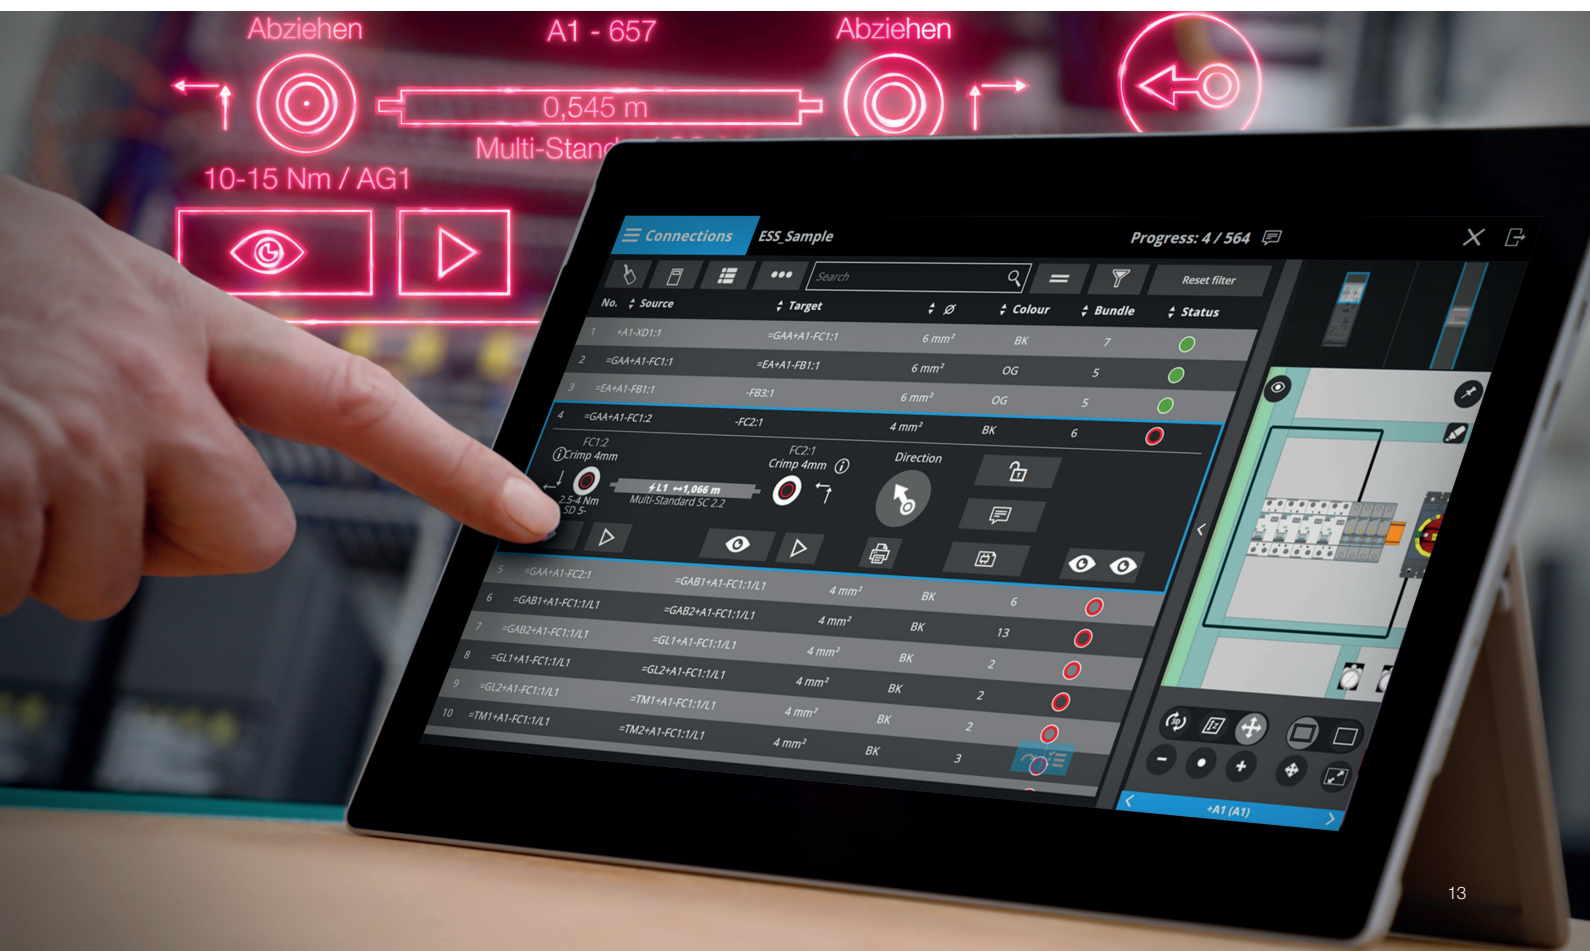 Abziehen
A1 - 657
Abziehen
0,545 m
10-15 Nm / AG1
Connections
ESS_Sample
Progress: 4 / 564
Search
Reset filter
No. Source Target Ø Colour Bundle Status
1 +A1-XD1:1 =GAA+A1-FC1:1 6 mm² BK 7
2 =GAA+A1-FC1:1 =EA+A1-FB1:1 6 mm² OG 5
3 =EA+A1-FB1:1 -FB3:1 6 mm² OG 5
4 =GAA+A1-FC1:2 -FC2:1 4 mm² BK 6
FC1:2
Crimp 4mm
2.5-4 Nm
SD 5-
L1 ↔1,066 m
Multi-Standard SC 2.2
FC2:1
Crimp 4mm
Direction
5 =GAA+A1-FC2:1 =GAB1+A1-FC1:1/L1 4 mm² BK 6
6 =GAB1+A1-FC1:1/L1 =GAB2+A1-FC1:1/L1 4 mm² BK 13
7 =GAB2+A1-FC1:1/L1 =GL1+A1-FC1:1/L1 4 mm² BK 2
8 =GL1+A1-FC1:1/L1 =GL2+A1-FC1:1/L1 4 mm² BK 2
9 =GL2+A1-FC1:1/L1 =TM1+A1-FC1:1/L1 4 mm² BK 2
10 =TM1+A1-FC1:1/L1 =TM2+A1-FC1:1/L1 4 mm² BK 3
+A1 (A1)
13